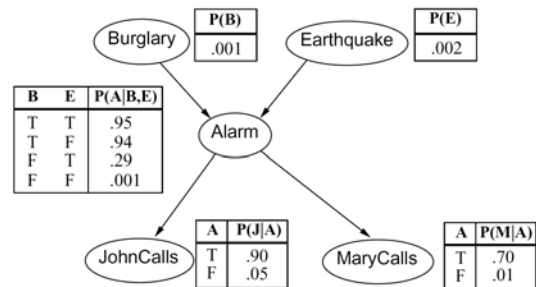 Burglary
P(B)
.001
Earthquake
P(E)
.002
B E P(A|B,E)
T T .95
T F .94
F T .29
F F .001
Alarm
JohnCalls
A P(J|A)
T .90
F .05
MaryCalls
A P(M|A)
T .70
F .01